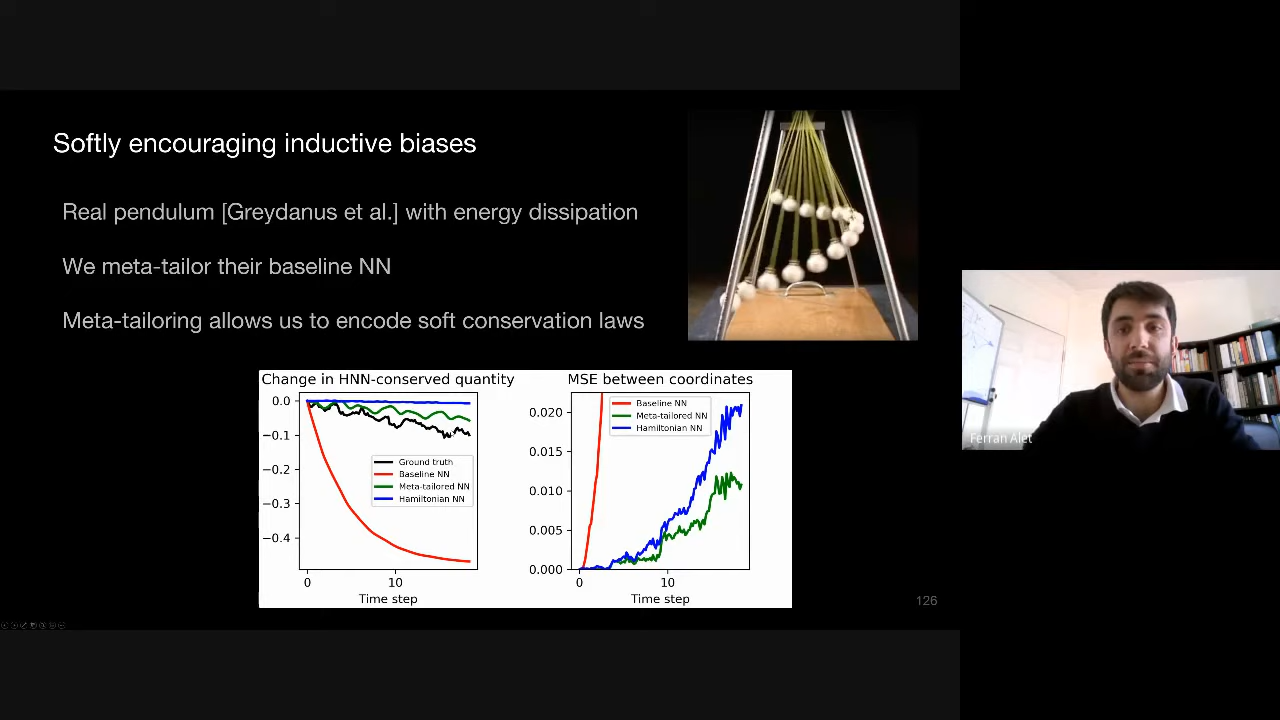 Softly encouraging inductive biases
Real pendulum [Greydanus et al.] with energy dissipation
We meta-tailor their baseline NN
Meta-tailoring allows us to encode soft conservation laws
Change in HNN-conserved quantity
0.0
−0.1
−0.2
−0.3
−0.4
Ground truth
Baseline NN
Meta-tailored NN
Hamiltonian NN
0
10
Time step
MSE between coordinates
0.020
0.015
0.010
0.005
0.000
Baseline NN
Meta-tailored NN
Hamiltonian NN
0
10
Time step
126
Ferran Alet